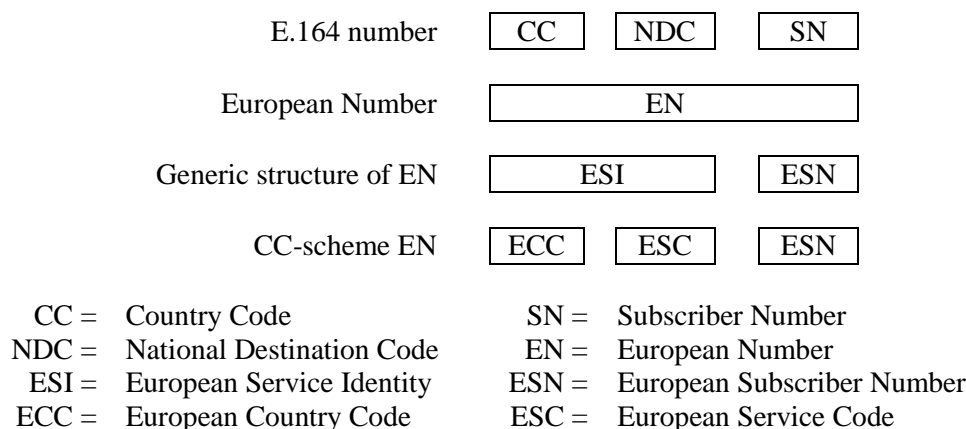 E.164 number CC NDC SN
European Number EN
Generic structure of EN ESI ESN
CC-scheme EN ECC ESC ESN
CC = Country Code SN = Subscriber Number
NDC = National Destination Code EN = European Number
ESI = European Service Identity ESN = European Subscriber Number
ECC = European Country Code ESC = European Service Code